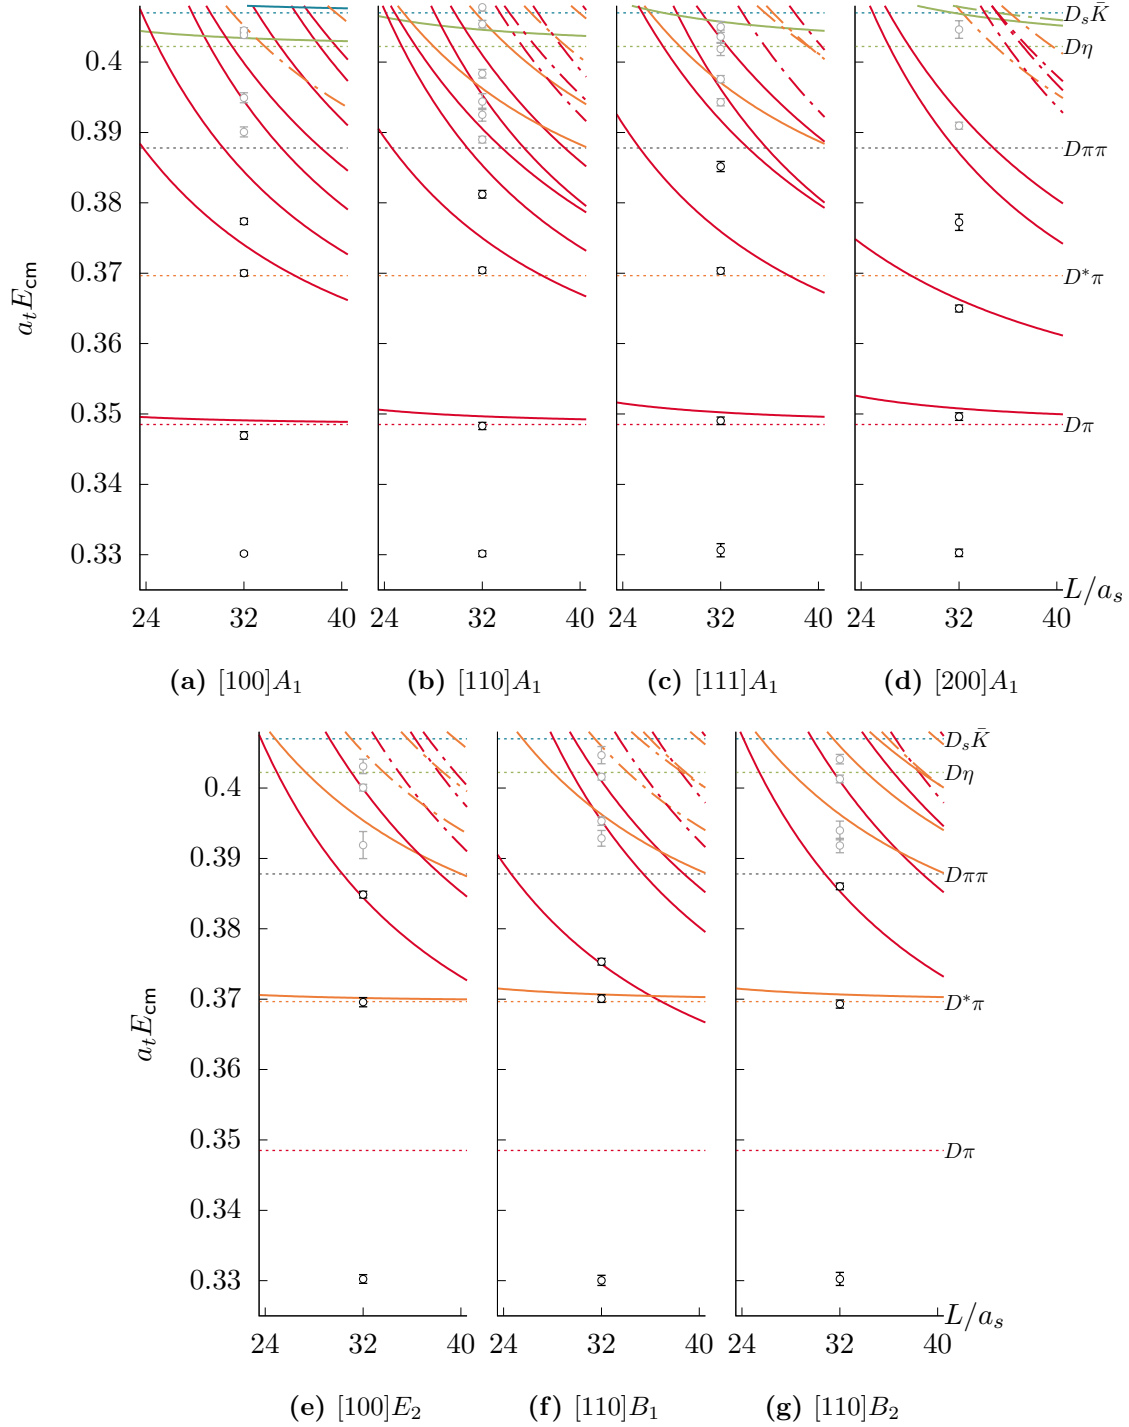 0.4
0.39
0.38
0.37
0.36
0.35
0.34
0.33
a_t E_cm
D_s K̄
Dη
Dππ
D*π
Dπ
L/a_s
24 32 40 24 32 40 24 32 40 24 32 40
(a) [100]A_1 (b) [110]A_1 (c) [111]A_1 (d) [200]A_1
0.4
0.39
0.38
0.37
0.36
0.35
0.34
0.33
a_t E_cm
D_s K̄
Dη
Dππ
D*π
Dπ
L/a_s
24 32 40 24 32 40 24 32 40
(e) [100]E_2 (f) [110]B_1 (g) [110]B_2